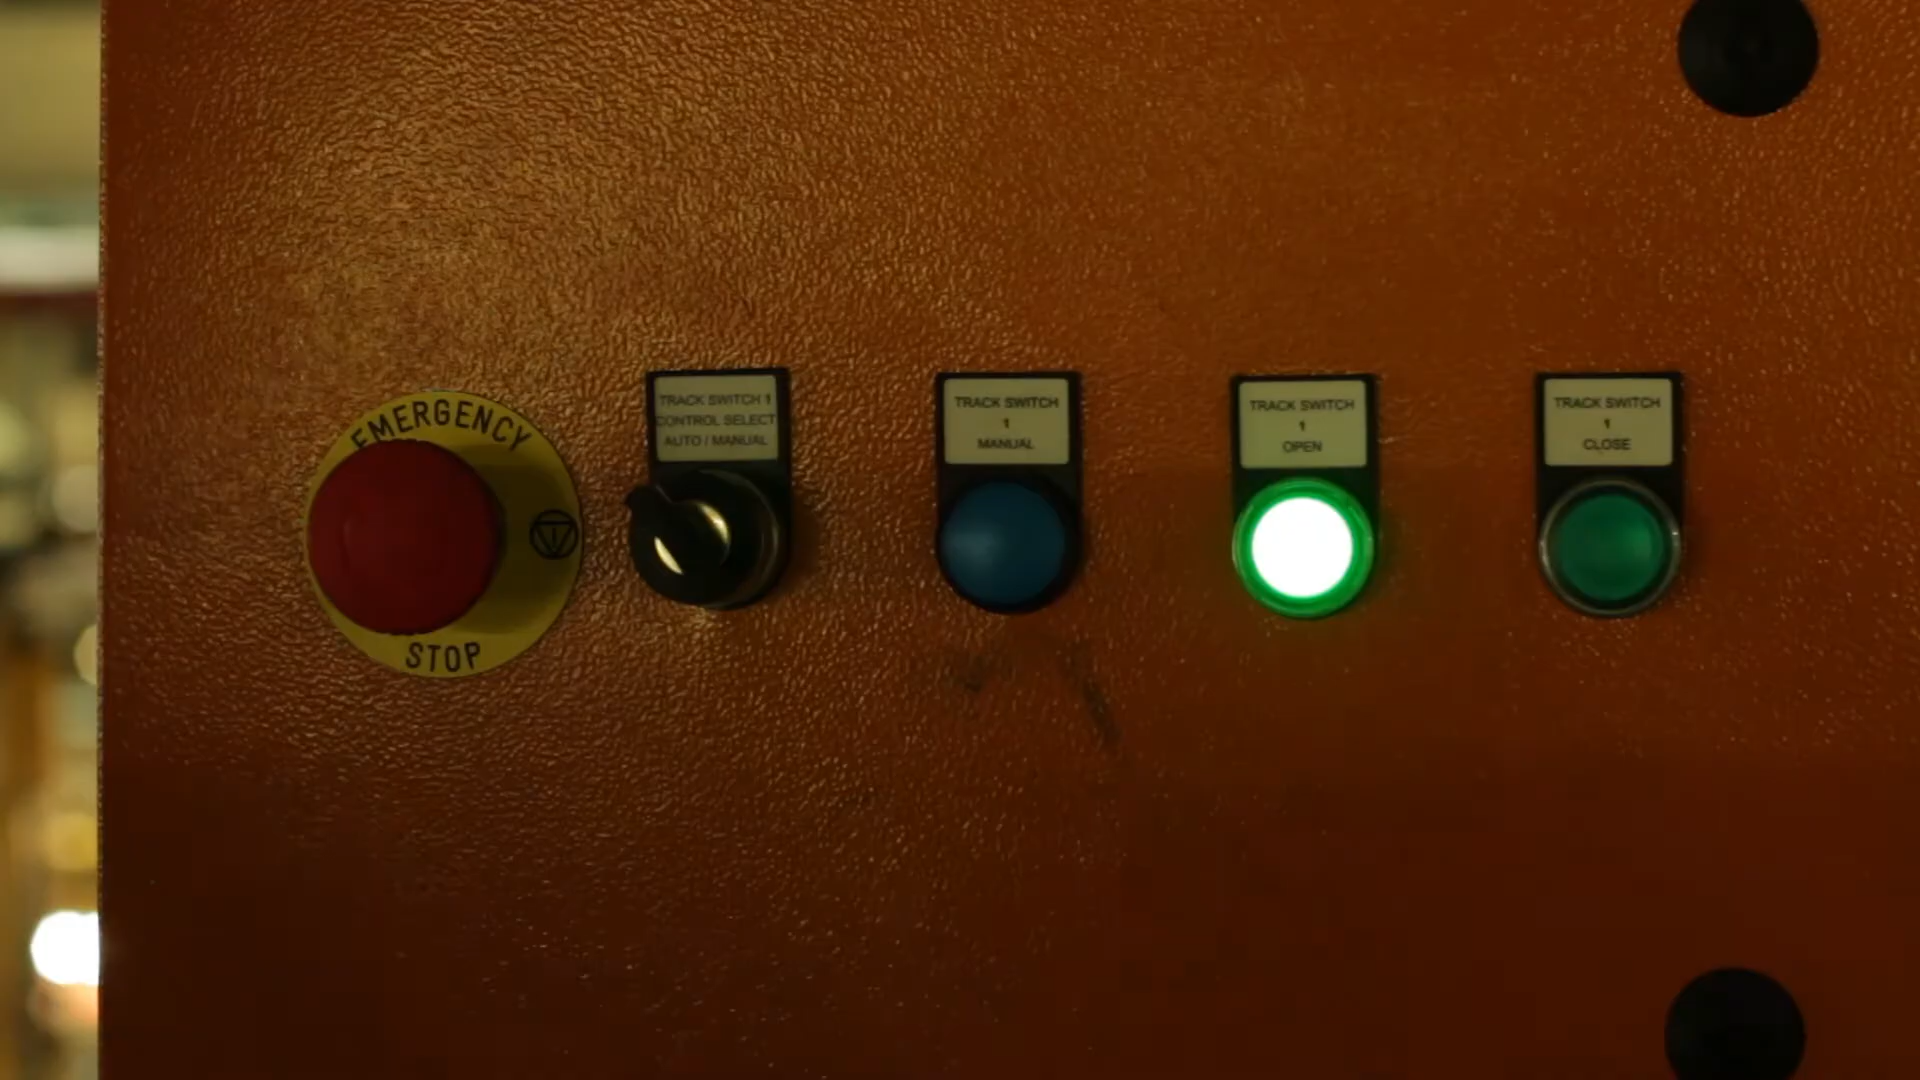 EMERGENCY
STOP
TRACK SWITCH 1
CONTROL SELECT
AUTO / MANUAL
TRACK SWITCH
1
MANUAL
TRACK SWITCH
1
OPEN
TRACK SWITCH
1
CLOSE